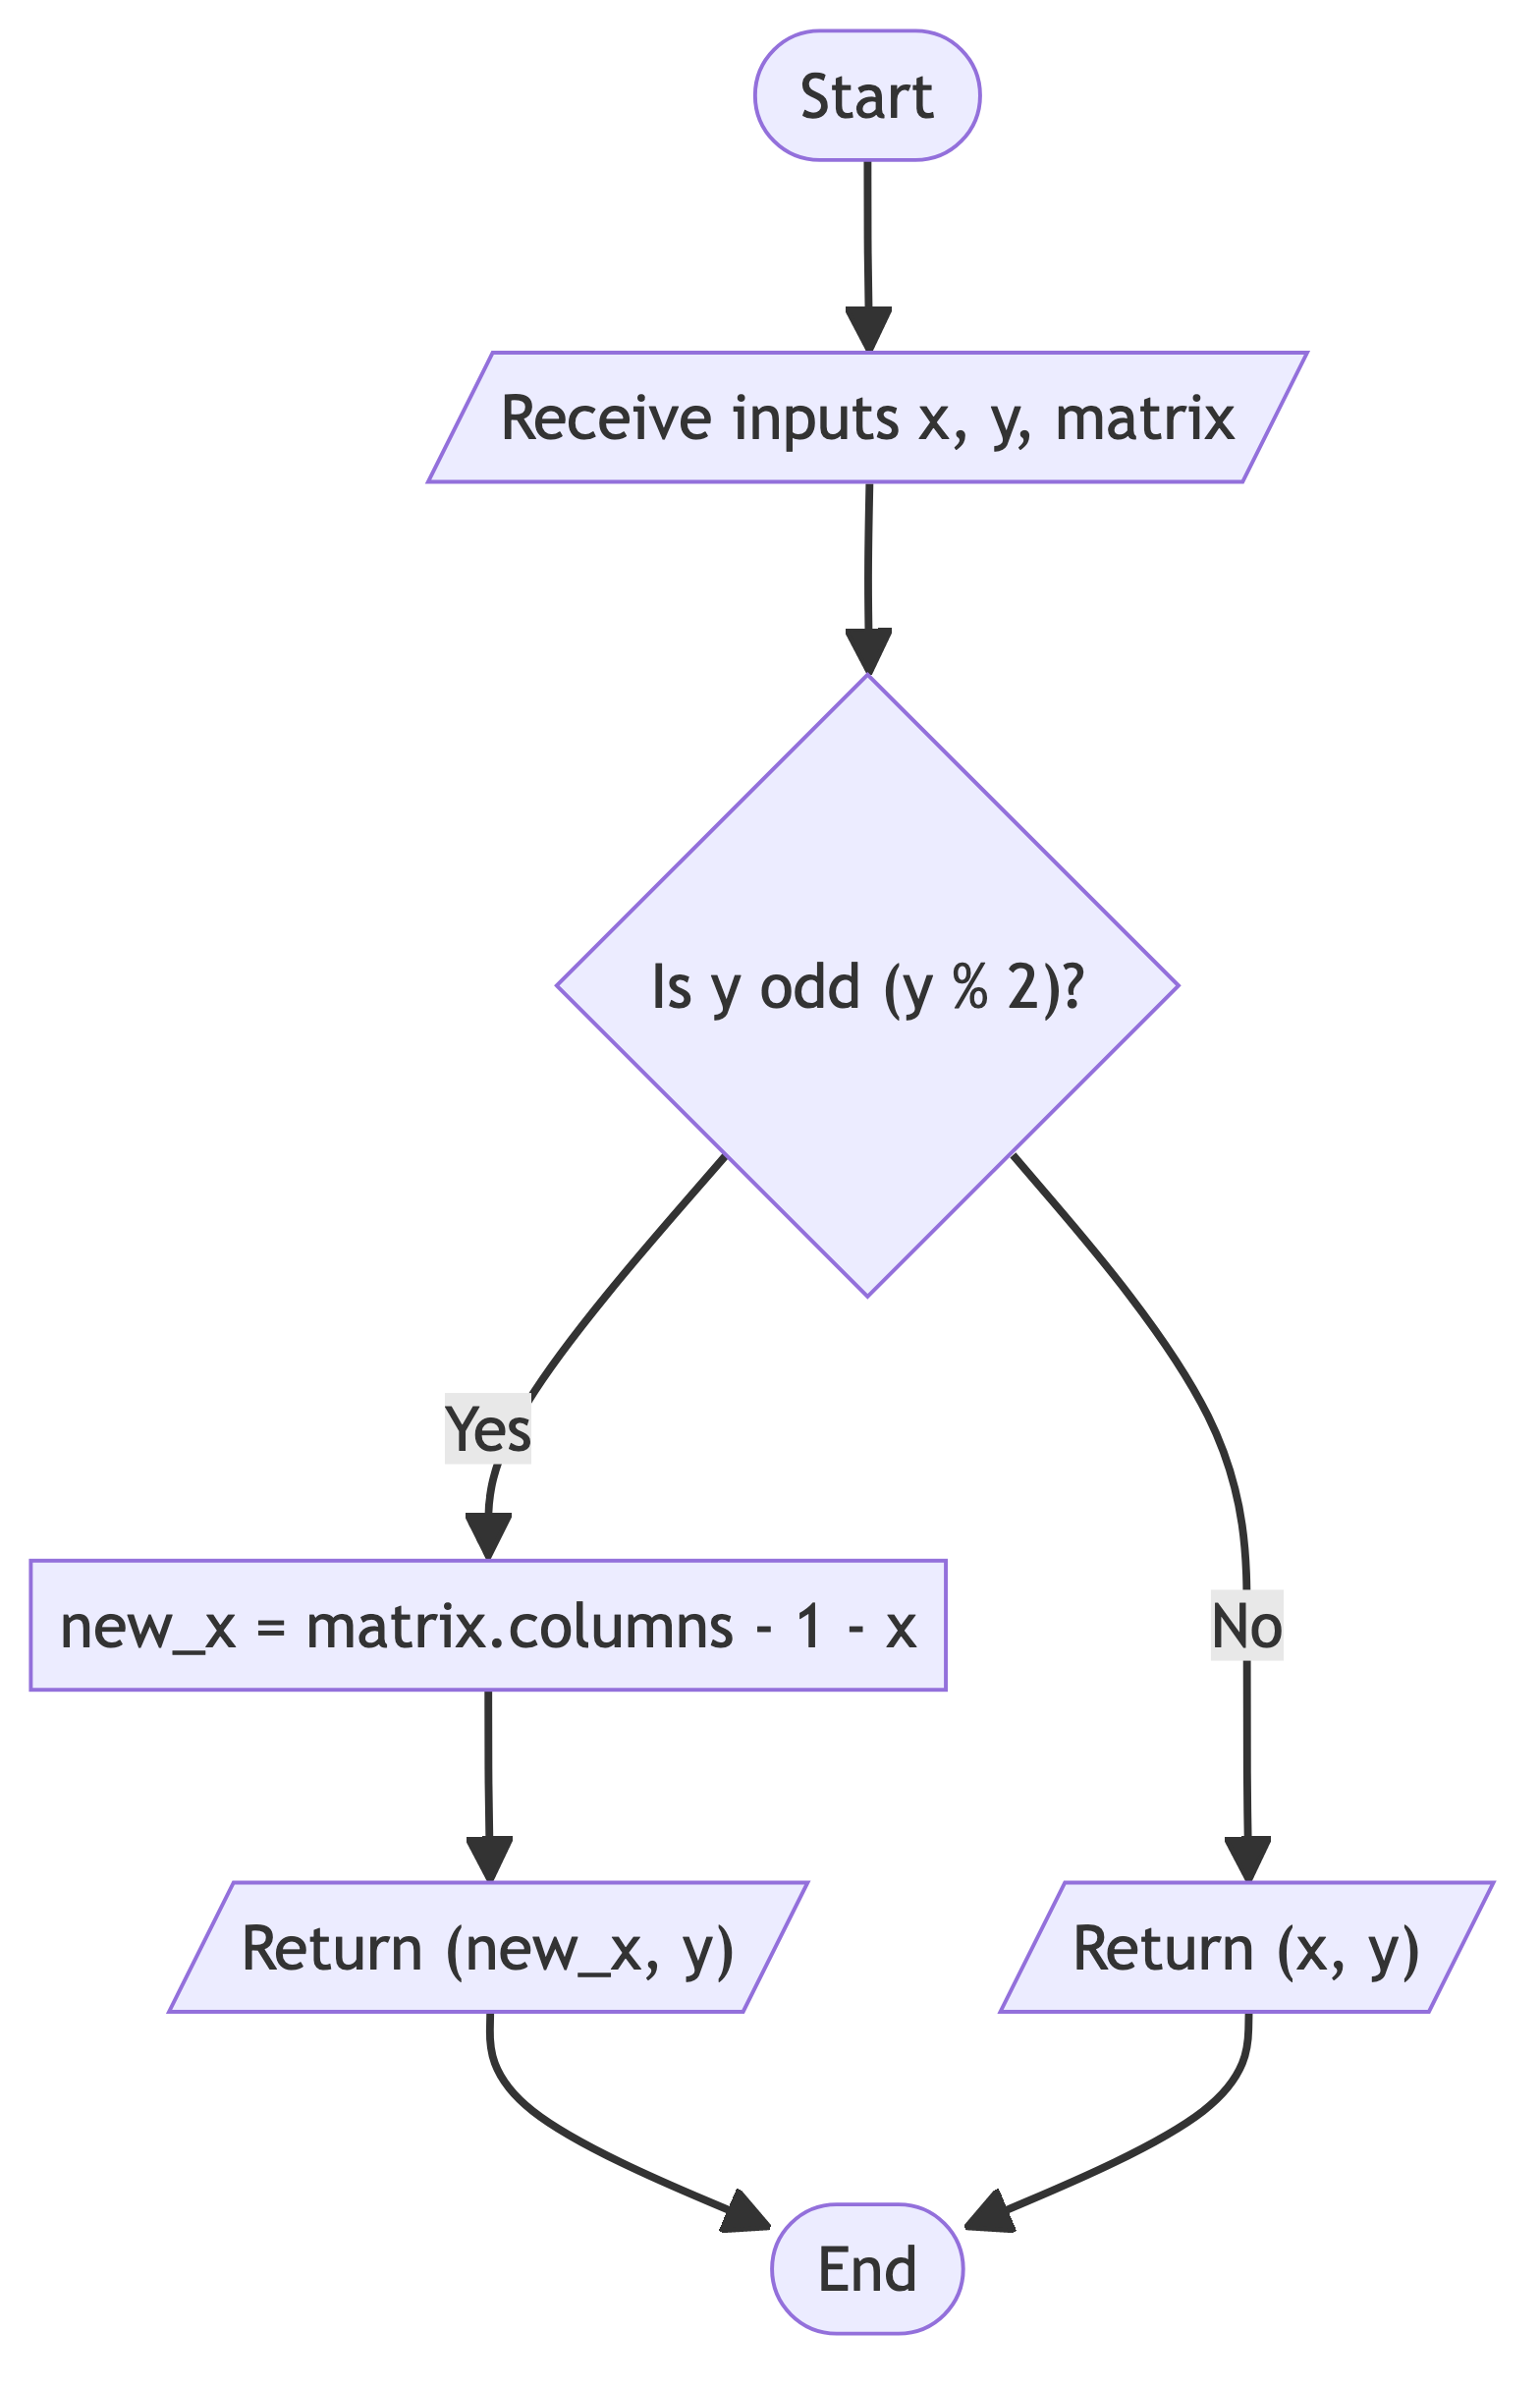 Start
Receive inputs x, y, matrix
Is y odd (y % 2)?
Yes
new_x = matrix.columns - 1 - x
No
Return (new_x, y)
Return (x, y)
End